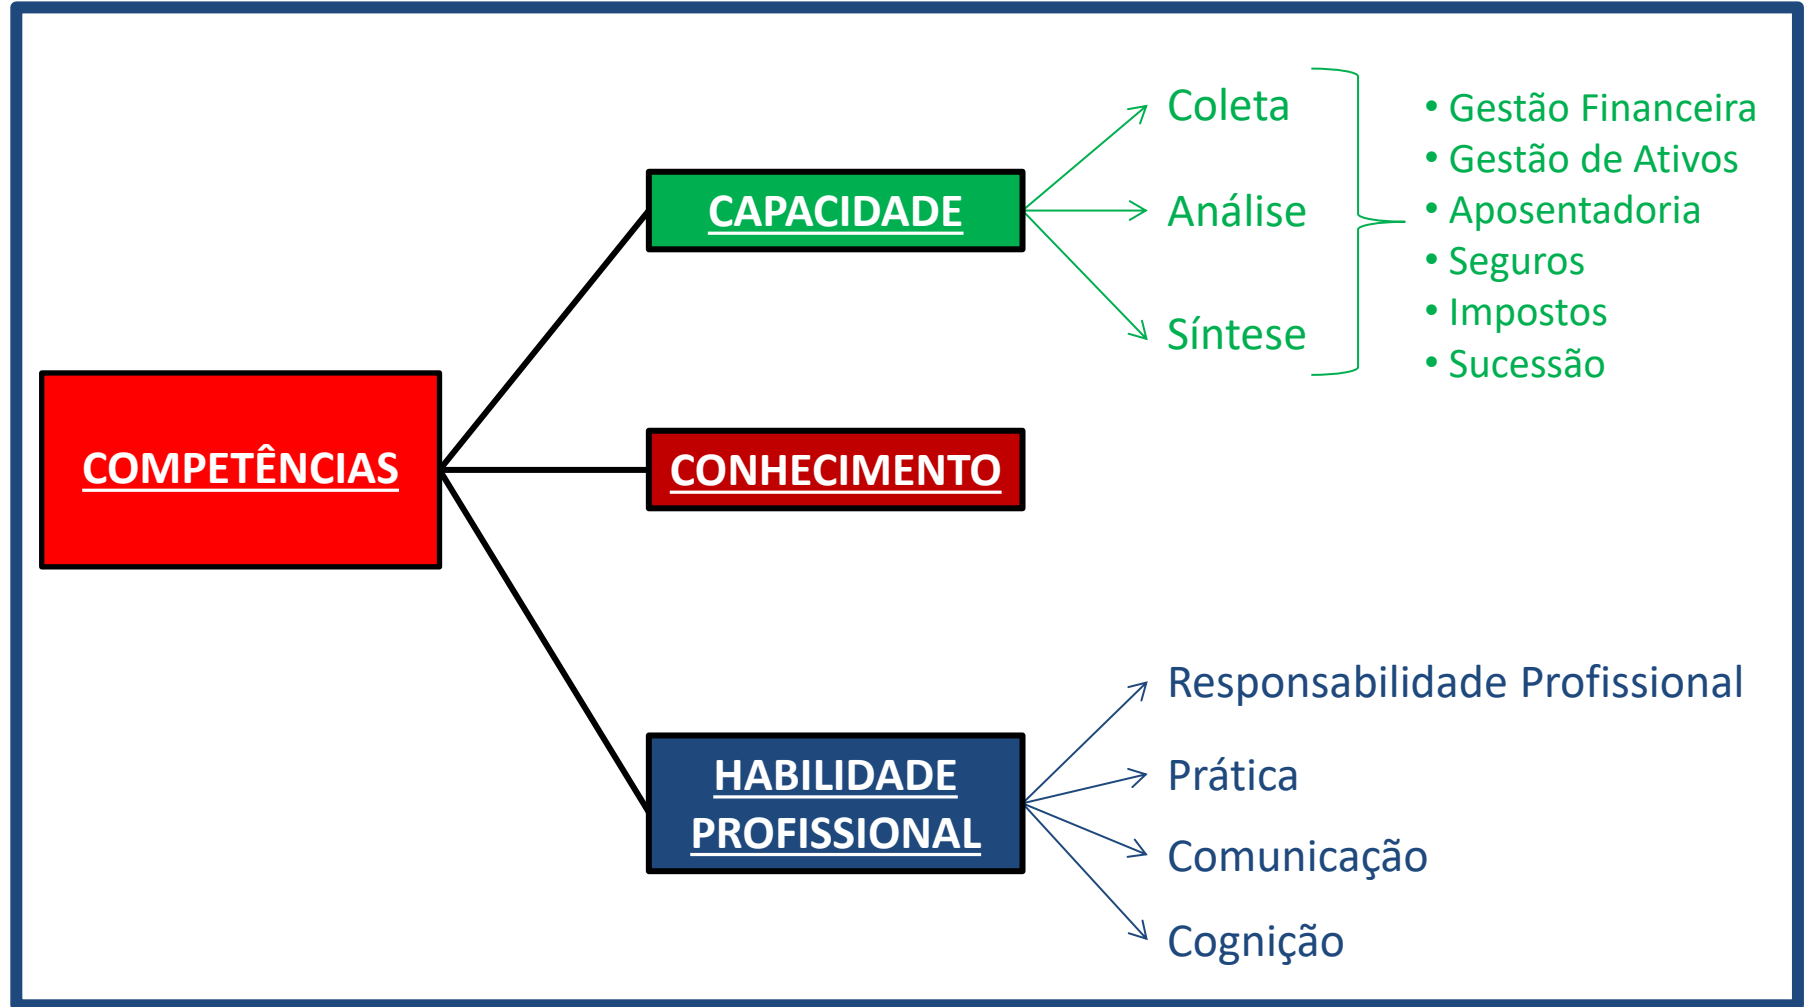 COMPETÊNCIAS
CAPACIDADE
Coleta
Análise
Síntese
• Gestão Financeira
• Gestão de Ativos
• Aposentadoria
• Seguros
• Impostos
• Sucessão
CONHECIMENTO
HABILIDADE
PROFISSIONAL
Responsabilidade Profissional
Prática
Comunicação
Cognição